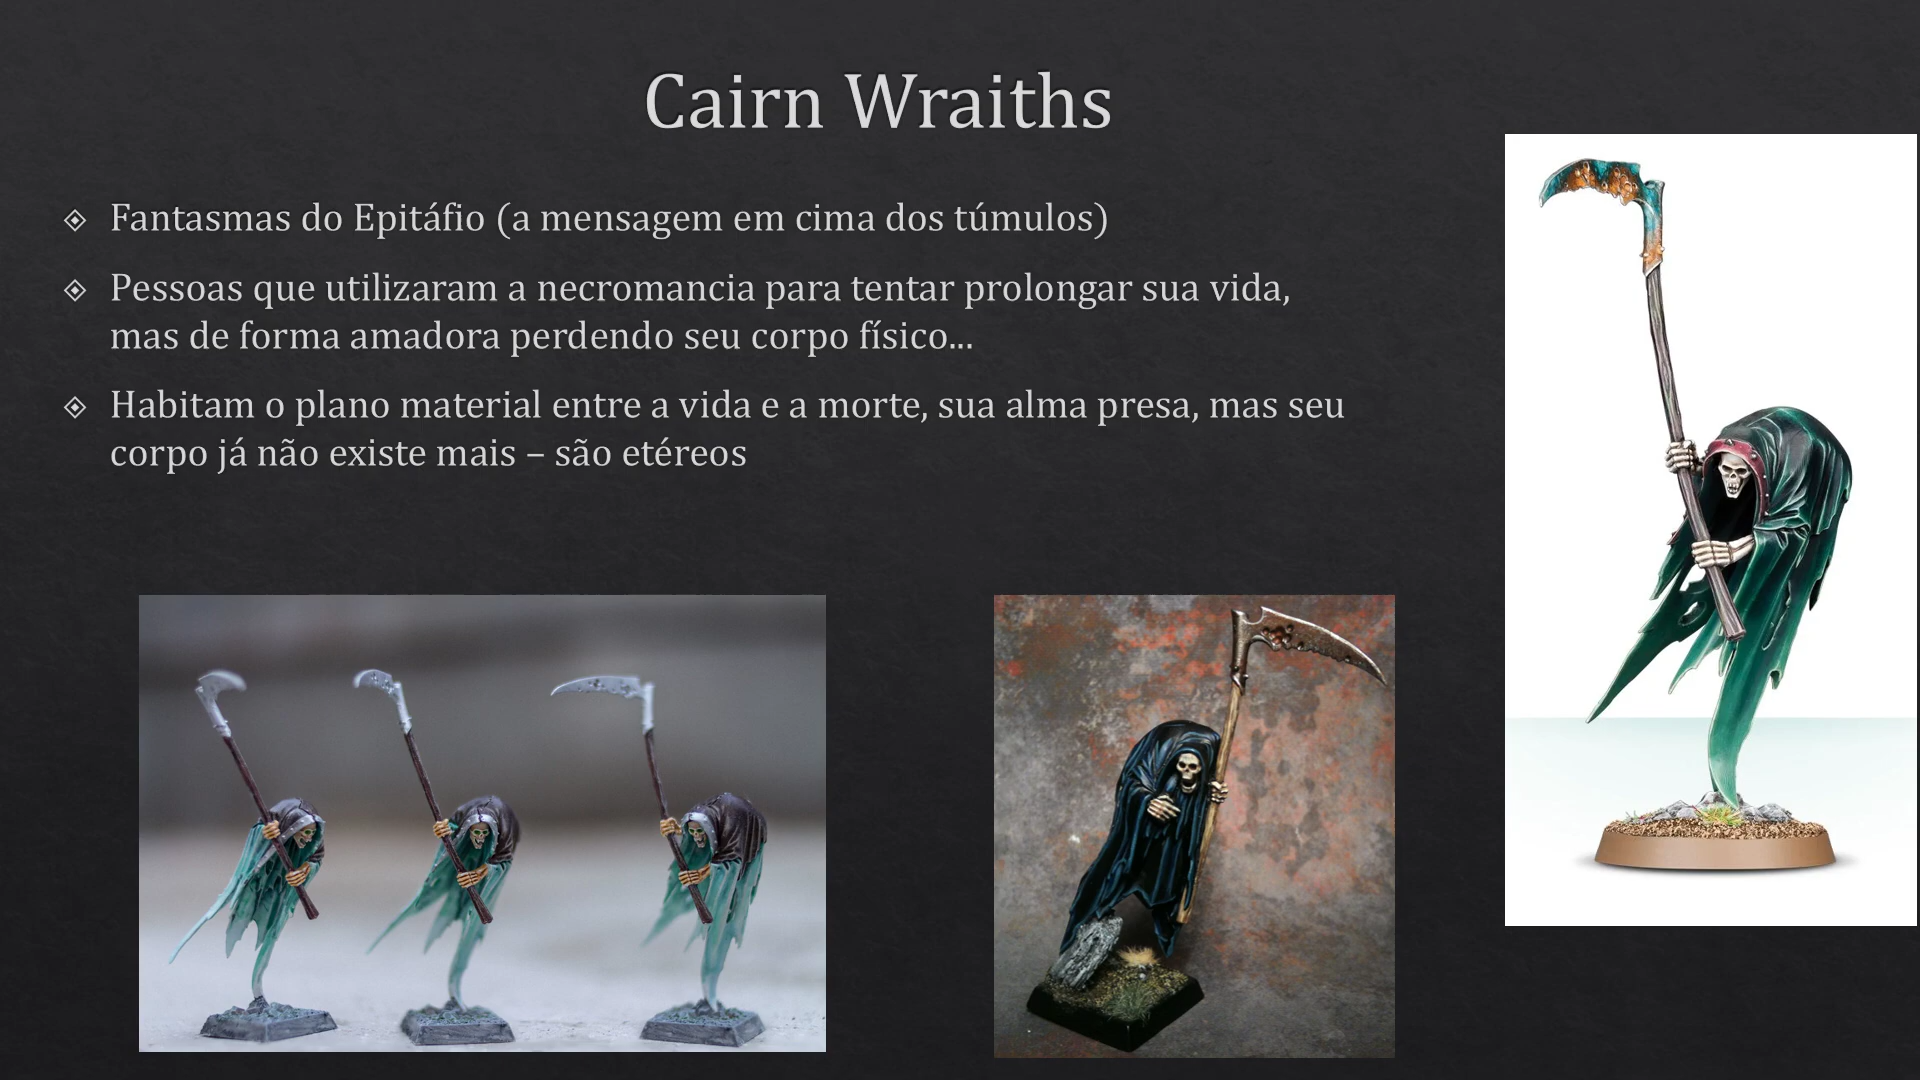 Cairn Wraiths
Fantasmas do Epitáfio (a mensagem em cima dos túmulos)
Pessoas que utilizaram a necromancia para tentar prolongar sua vida,
mas de forma amadora perdendo seu corpo físico...
Habitam o plano material entre a vida e a morte, sua alma presa, mas seu
corpo já não existe mais – são etéreos